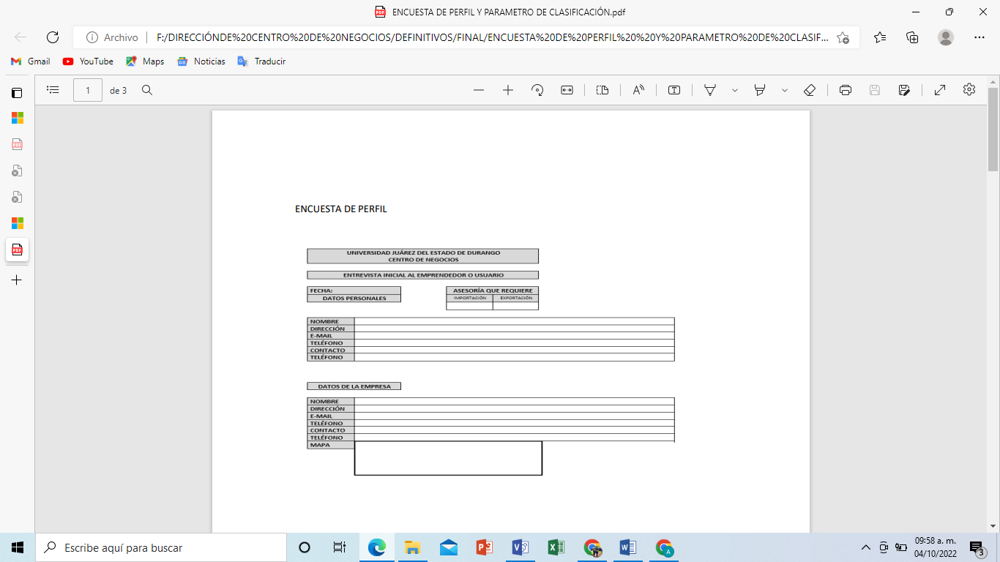 ENCUESTA DE PERFIL Y PARAMETRO DE CLASIFICACIÓN.pdf
Archivo
F:/DIRECCIÓNDE%20CENTRO%20DE%20NEGOCIOS/DEFINITIVOS/FINAL/ENCUESTA%20DE%20PERFIL%20%20Y%20PARAMETRO%20DE%20CLASIF...
Gmail
YouTube
Maps
Noticias
Traducir
1 de 3
ENCUESTA DE PERFIL
UNIVERSIDAD JUÁREZ DEL ESTADO DE DURANGO
CENTRO DE NEGOCIOS
ENTREVISTA INICIAL AL EMPRENDEDOR O USUARIO
FECHA:
DATOS PERSONALES
ASESORÍA QUE REQUIERE
IMPORTACIÓN EXPORTACIÓN
NOMBRE
DIRECCIÓN
E-MAIL
TELÉFONO
CONTACTO
TELÉFONO
DATOS DE LA EMPRESA
NOMBRE
DIRECCIÓN
E-MAIL
TELÉFONO
CONTACTO
TELÉFONO
MAPA
Escribe aquí para buscar
09:58 a. m.
04/10/2022
3